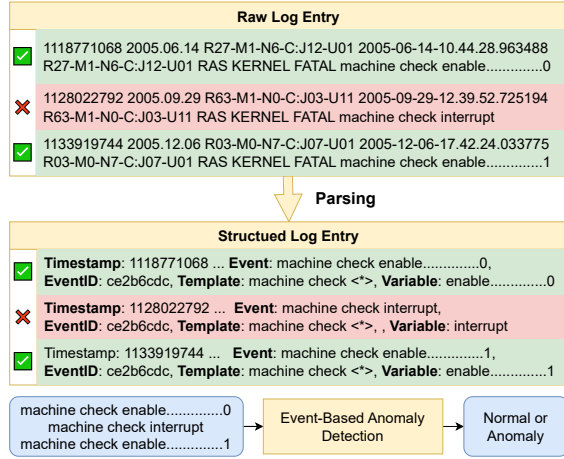 Raw Log Entry
1118771068 2005.06.14 R27-M1-N6-C:J12-U01 2005-06-14-10.44.28.963488
R27-M1-N6-C:J12-U01 RAS KERNEL FATAL machine check enable..............0
1128022792 2005.09.29 R63-M1-N0-C:J03-U11 2005-09-29-12.39.52.725194
R63-M1-N0-C:J03-U11 RAS KERNEL FATAL machine check interrupt
1133919744 2005.12.06 R03-M0-N7-C:J07-U01 2005-12-06-17.42.24.033775
R03-M0-N7-C:J07-U01 RAS KERNEL FATAL machine check enable..............1
Parsing
Structued Log Entry
Timestamp: 1118771068 ... Event: machine check enable..............0,
EventID: ce2b6cdc, Template: machine check <*>, Variable: enable..............0
Timestamp: 1128022792 ... Event: machine check interrupt,
EventID: ce2b6cdc, Template: machine check <*>, , Variable: interrupt
Timestamp: 1133919744 ... Event: machine check enable..............1,
EventID: ce2b6cdc, Template: machine check <*>, Variable: enable..............1
machine check enable..............0
machine check interrupt
machine check enable..............1
Event-Based Anomaly
Detection
Normal or
Anomaly